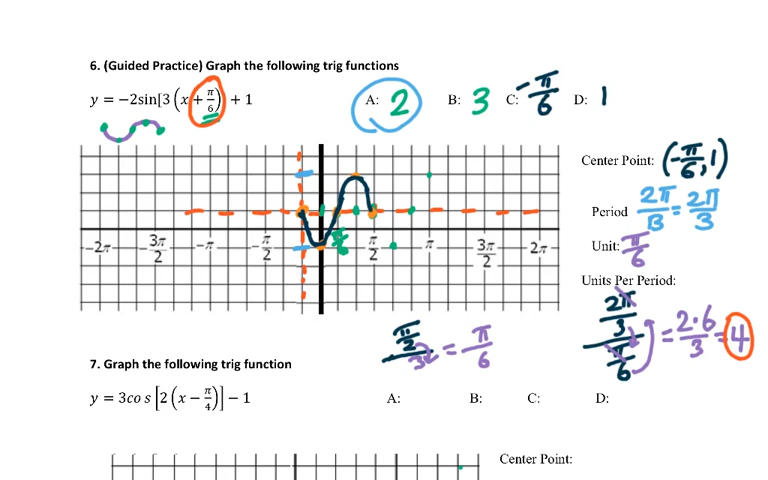 6. (Guided Practice) Graph the following trig functions
y = −2sin[3 (x + π/6) + 1 A: 2 B: 3 C: −π/6 D: 1
Center Point: (−π/6, 1)
Period 2π/B = 2π/3
Unit: π/6
−2π −3π/2 −π −π/2 π/2 π 3π/2 2π
Units Per Period:
(2π/3)/(π/6) = 2·6/3 = 4
(π/2)/3 = π/6
7. Graph the following trig function
y = 3cos[2(x − π/4)] − 1 A: B: C: D:
Center Point: